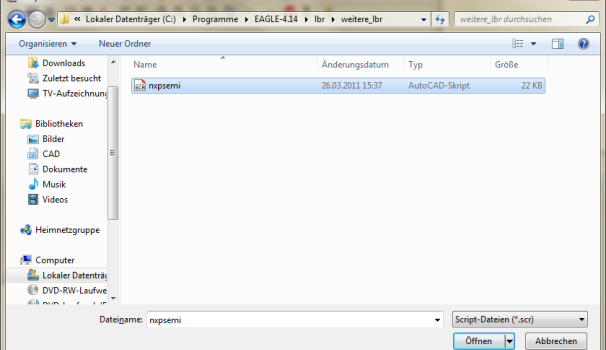 « Lokaler Datenträger (C:) ▸ Programme ▸ EAGLE-4.14 ▸ lbr ▸ weitere_lbr
weitere_lbr durchsuchen
Organisieren
Neuer Ordner
Downloads
Zuletzt besucht
TV-Aufzeichnung
Bibliotheken
Bilder
CAD
Dokumente
Musik
Videos
Heimnetzgruppe
Computer
Lokaler Datenträg
DVD-RW-Laufwe
Name Änderungsdatum Typ Größe
nxpsemi 26.03.2011 15:37 AutoCAD-Skript 22 KB
Dateiname: nxpsemi
Script-Dateien (*.scr)
Öffnen
Abbrechen